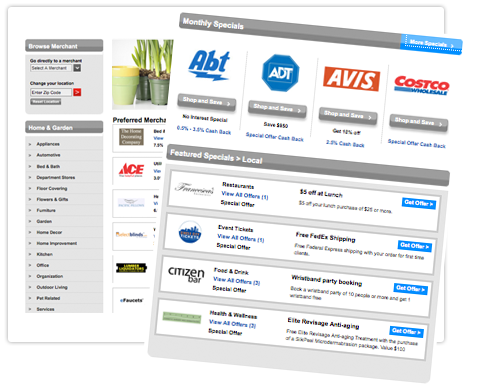 Browse Merchant
Go directly to a merchant
Select A Merchant
Change your location
Enter Zip Code
Reset Location
Home & Garden
Appliances
Automotive
Bed & Bath
Department Stores
Floor Covering
Flowers & Gifts
Furniture
Garden
Home Decor
Home Improvement
Kitchen
Office
Organization
Outdoor Living
Pet Related
Services
Preferred Mercha
The Home
Decorating
Company
Bed
7.5%
ACE
blinds
LUMBER
LIQUIDATORS
eFaucets
Monthly Specials
More Specials
Abt
Shop and Save
No Interest Special
0.5% - 3.5% Cash Back
ADT
Shop and Save
Save $850
Special Offer Cash Back
AVIS
Shop and Save
Get 10% off
2.5% Cash Back
COSTCO
WHOLESALE
Shop and Save
Special Offer Cash Back
Featured Specials > Local
Francesca's
Restaurants
View All Offers (1)
Special Offer
$5 off at Lunch
$5 off your lunch purchase of $25 or more.
Get Offer
TICKETS
Event Tickets
View All Offers (1)
Special Offer
Free FedEx Shipping
Free Federal Express shipping with your order for first time
clients.
Get Offer
citizen
bar
Food & Drink
View All Offers (3)
Special Offer
Wristband party booking
Book a wristband party of 10 people or more and get 1
wristband free
Get Offer
Health & Wellness
View All Offers (3)
Special Offer
Elite Revisage Anti-aging
Free Elite Revisage Anti-aging Treatment with the purchase
of a SilkPeel Microdermabrasion package. Value $100
Get Offer